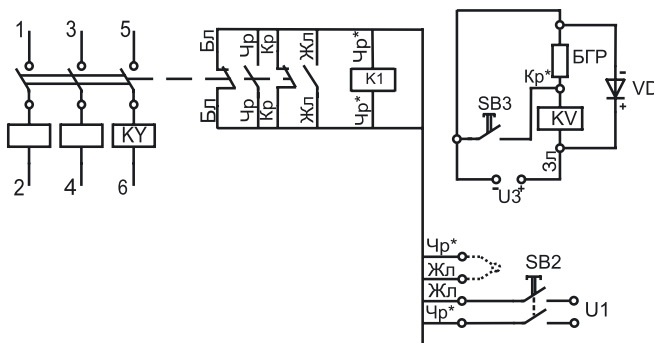 1 3 5
Бл Чр Кр Жл Чр*
K1
Бл Чр Кр Жл Чр*
KY
2 4 6
БГР
Кр*
SB3
VD
KV
Зл
- +
U3
- +
Чр*
Жл
SB2
Жл
U1
Чр*